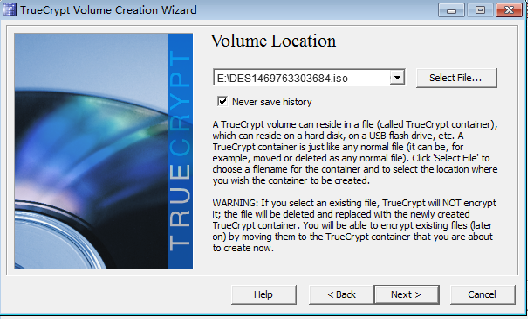 TrueCrypt Volume Creation Wizard
Volume Location
E:\DES1469763303684.iso
Select File...
Never save history
A TrueCrypt volume can reside in a file (called TrueCrypt container),
which can reside on a hard disk, on a USB flash drive, etc. A
TrueCrypt container is just like any normal file (it can be, for
example, moved or deleted as any normal file). Click 'Select File' to
choose a filename for the container and to select the location where
you wish the container to be created.
WARNING: If you select an existing file, TrueCrypt will NOT encrypt
it; the file will be deleted and replaced with the newly created
TrueCrypt container. You will be able to encrypt existing files (later
on) by moving them to the TrueCrypt container that you are about
to create now.
TRUECRYPT
Help
< Back
Next >
Cancel